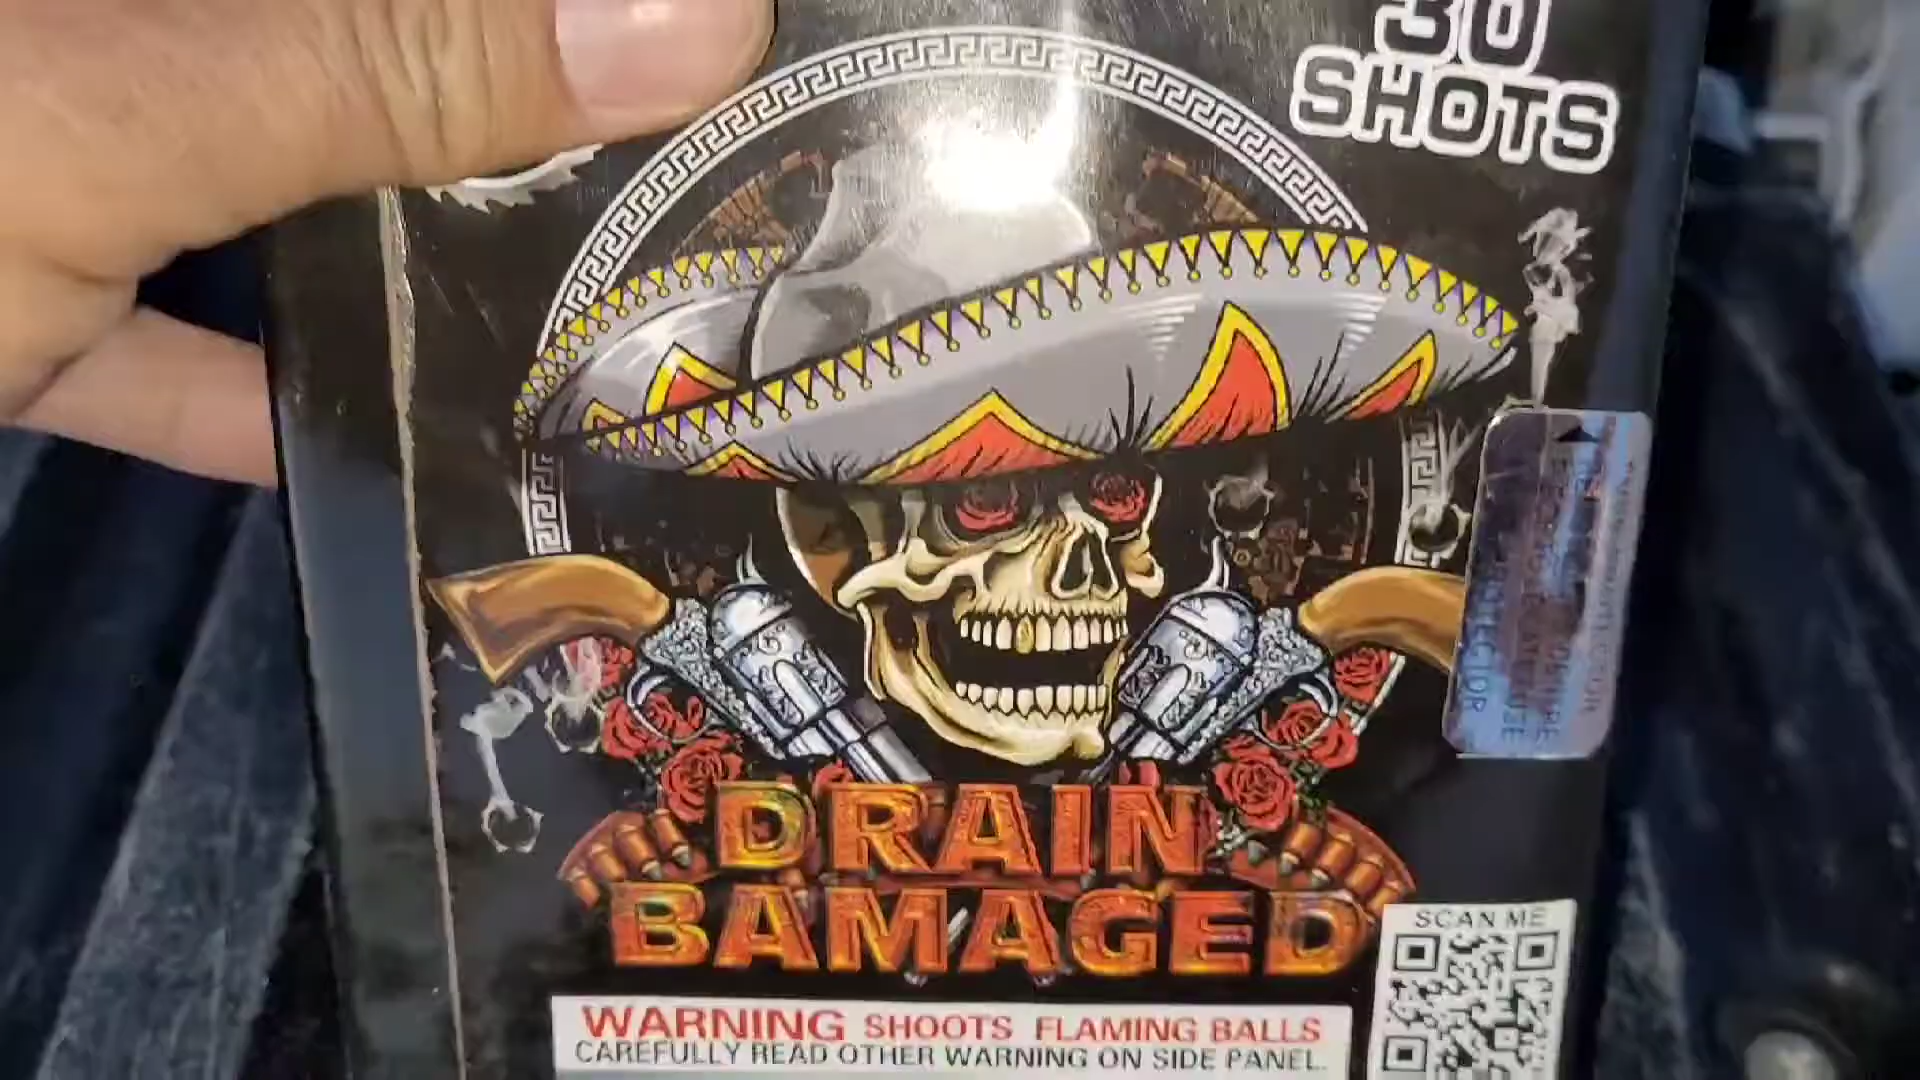 30
SHOTS
DRAIN
BAMAGED
SCAN ME
WARNING SHOOTS FLAMING BALLS
CAREFULLY READ OTHER WARNING ON SIDE PANEL.